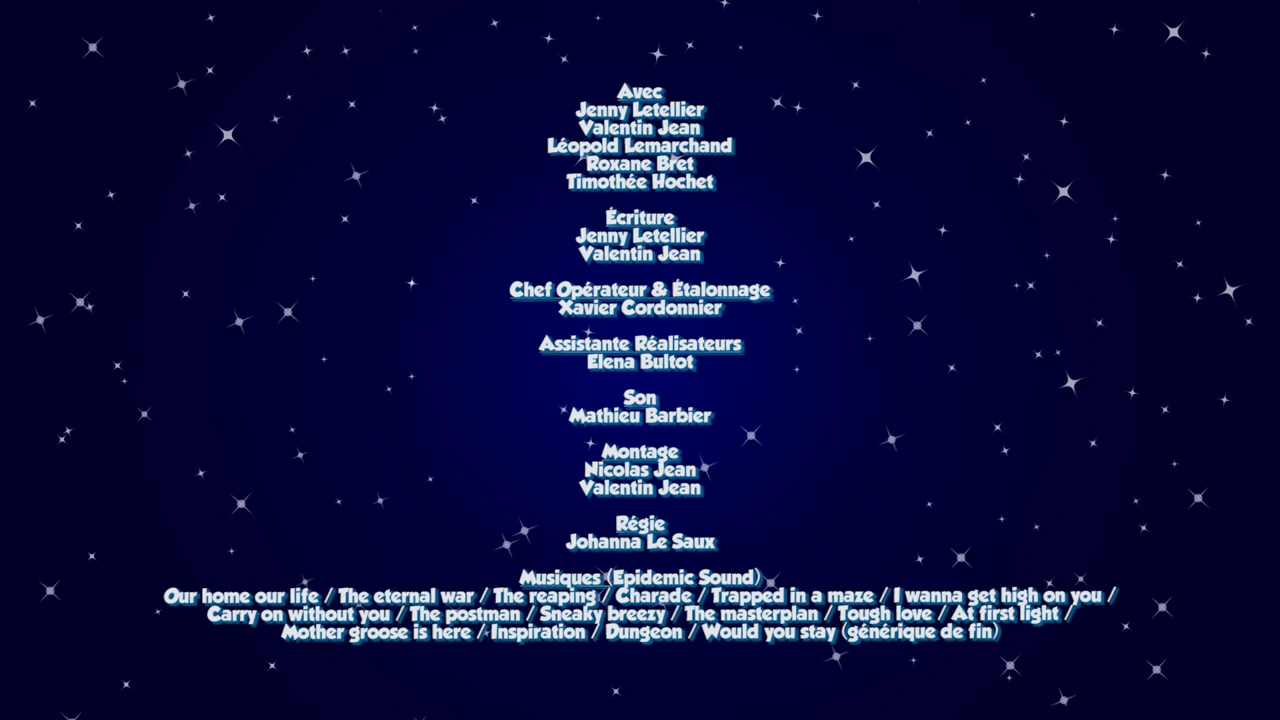 Avec
Jenny Letellier
Valentin Jean
Léopold Lemarchand
Roxane Bret
Timothée Hochet
Écriture
Jenny Letellier
Valentin Jean
Chef Opérateur & Étalonnage
Xavier Cordonnier
Assistante Réalisateurs
Elena Bultot
Son
Mathieu Barbier
Montage
Nicolas Jean
Valentin Jean
Régie
Johanna Le Saux
Musiques (Epidemic Sound)
Our home our life / The eternal war / The reaping / Charade / Trapped in a maze / I wanna get high on you /
Carry on without you / The postman / Sneaky breezy / The masterplan / Tough love / At first light /
Mother groose is here / Inspiration / Dungeon / Would you stay (générique de fin)